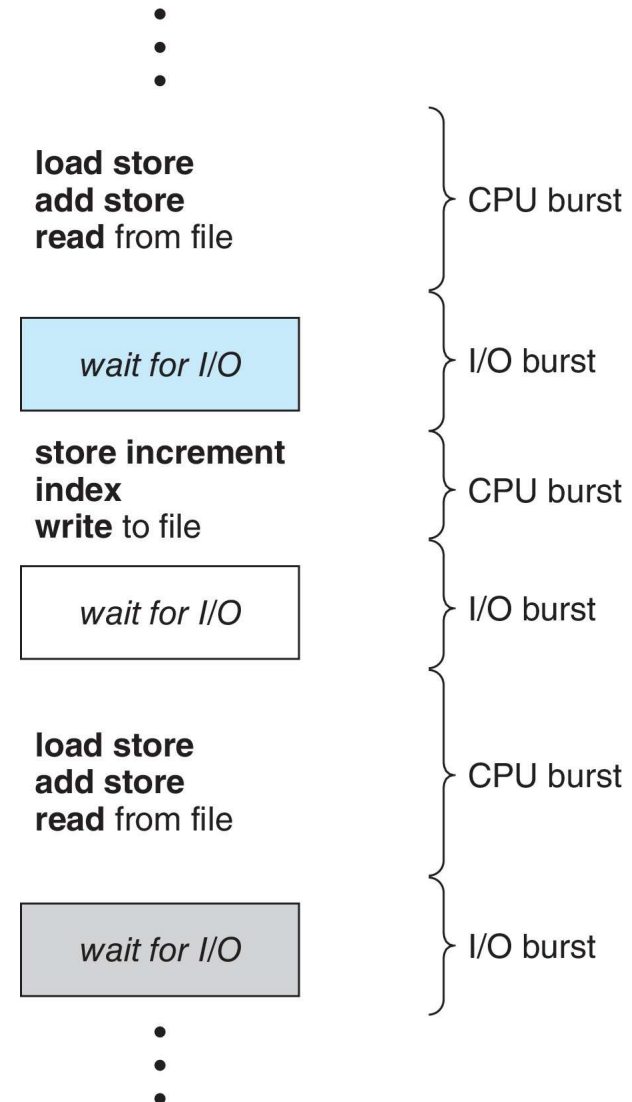 load store
add store
read from file
CPU burst
wait for I/O
I/O burst
store increment
index
write to file
CPU burst
wait for I/O
I/O burst
load store
add store
read from file
CPU burst
wait for I/O
I/O burst